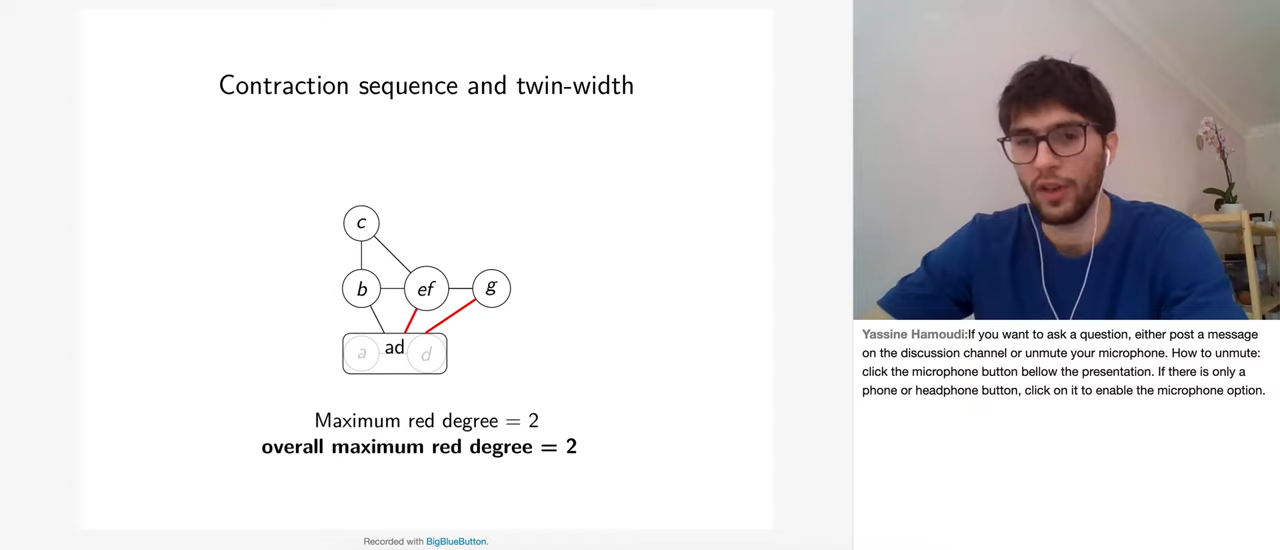 Contraction sequence and twin-width
c
b ef g
a ad d
Maximum red degree = 2
overall maximum red degree = 2
Recorded with BigBlueButton.
Yassine Hamoudi:If you want to ask a question, either post a message
on the discussion channel or unmute your microphone. How to unmute:
click the microphone button bellow the presentation. If there is only a
phone or headphone button, click on it to enable the microphone option.